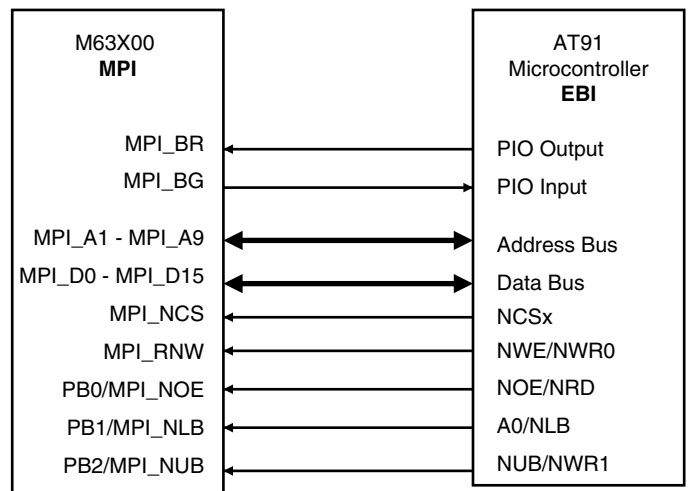 M63X00
MPI
MPI_BR
MPI_BG
MPI_A1 - MPI_A9
MPI_D0 - MPI_D15
MPI_NCS
MPI_RNW
PB0/MPI_NOE
PB1/MPI_NLB
PB2/MPI_NUB
AT91
Microcontroller
EBI
PIO Output
PIO Input
Address Bus
Data Bus
NCSx
NWE/NWR0
NOE/NRD
A0/NLB
NUB/NWR1